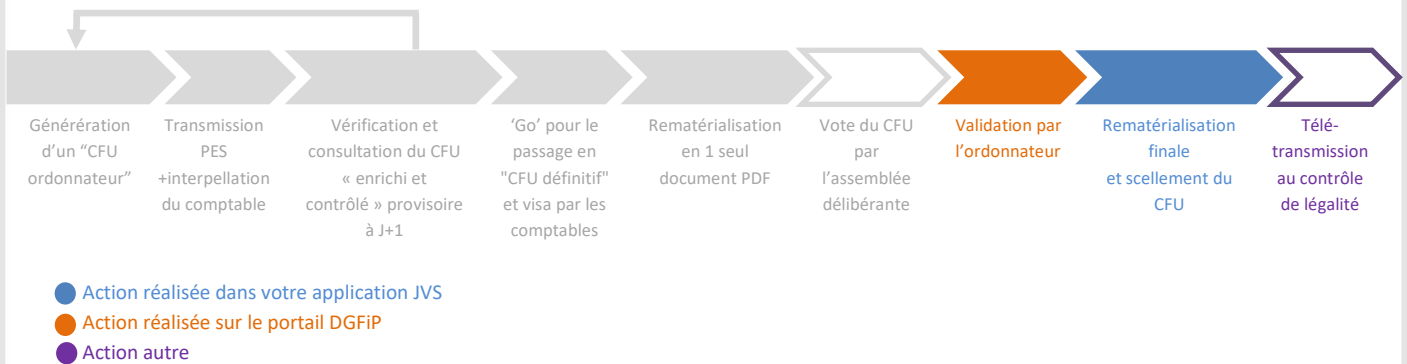 Générération
d'un “CFU
ordonnateur”
Transmission
PES
+interpellation
du comptable
Vérification et
consultation du CFU
« enrichi et
contrôlé » provisoire
à J+1
‘Go’ pour le
passage en
"CFU définitif"
et visa par les
comptables
Rematérialisation
en 1 seul
document PDF
Vote du CFU
par
l’assemblée
délibérante
Validation par
l’ordonnateur
Rematérialisation
finale
et scellement du
CFU
Télé-
transmission
au contrôle
de légalité
Action réalisée dans votre application JVS
Action réalisée sur le portail DGFiP
Action autre